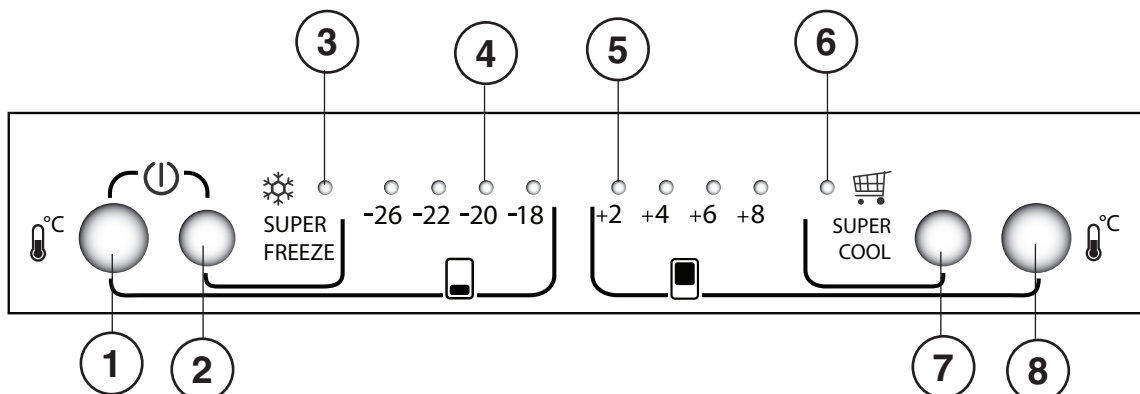 3 4 5 6
°C SUPER -26 -22 -20 -18 +2 +4 +6 +8 SUPER °C
FREEZE COOL
1 2 7 8